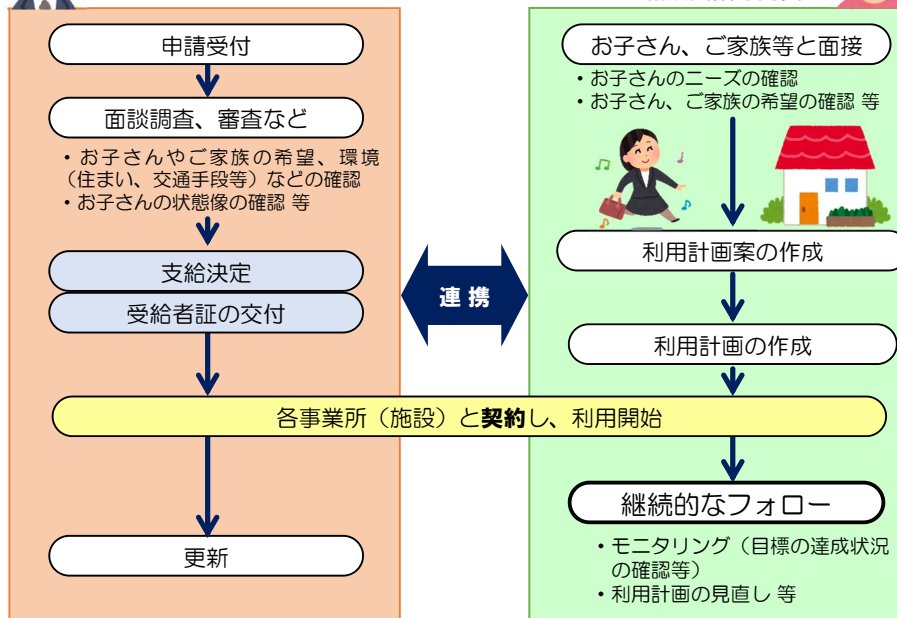 申請受付
面談調査、審査など
・お子さんやご家族の希望、環境
（住まい、交通手段等）などの確認
・お子さんの状態像の確認 等
支給決定
受給者証の交付
連 携
お子さん、ご家族等と面接
・お子さんのニーズの確認
・お子さん、ご家族の希望の確認 等
利用計画案の作成
利用計画の作成
各事業所（施設）と契約し、利用開始
更新
継続的なフォロー
・モニタリング（目標の達成状況
の確認等）
・利用計画の見直し 等